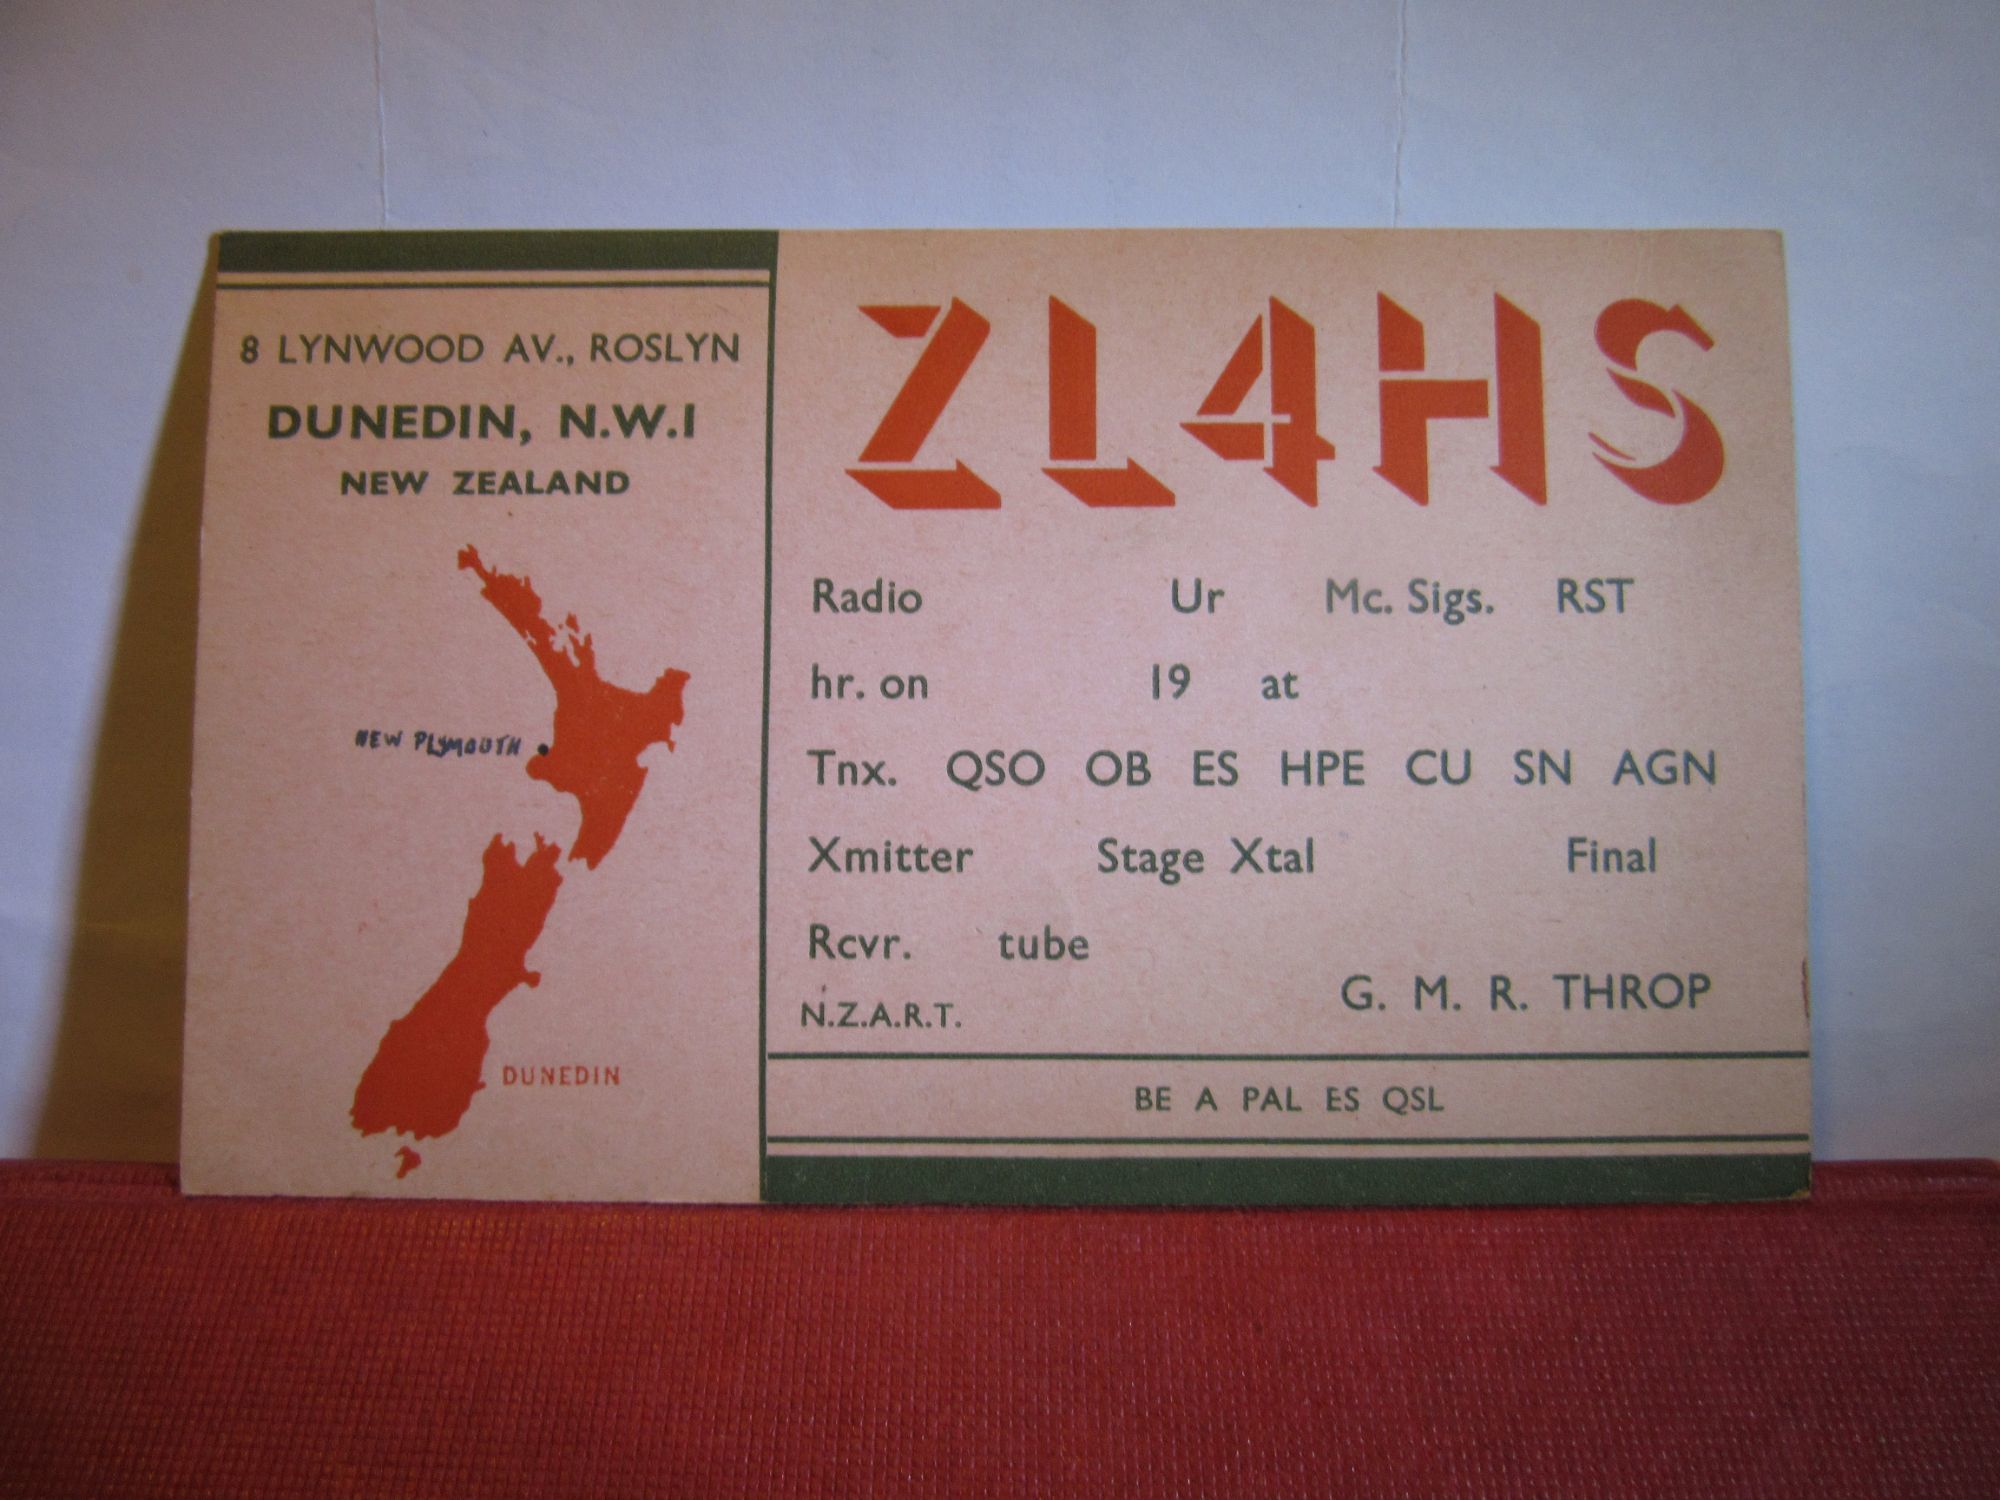 8 LYNWOOD AV., ROSLYN
DUNEDIN, N.W.1
NEW ZEALAND
NEW PLYMOUTH
DUNEDIN
ZL4HS
Radio Ur Mc. Sigs. RST
hr. on 19 at
Tnx. QSO OB ES HPE CU SN AGN
Xmitter Stage Xtal Final
Rcvr. tube
G. M. R. THROP
N.Z.A.R.T.
BE A PAL ES QSL